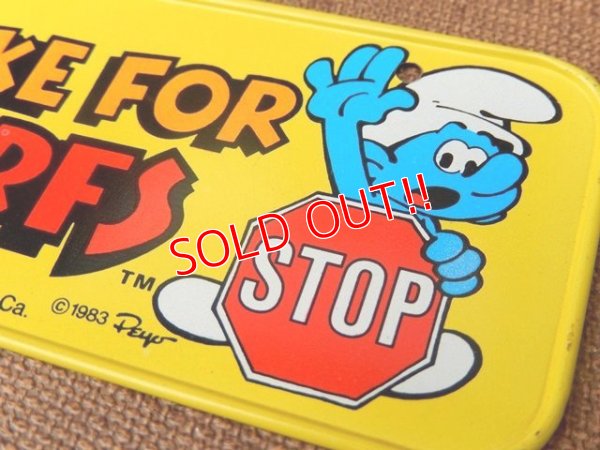 KE FOR
RFS
TM
Ca. ©1983 Peyo
STOP
SOLD OUT!!